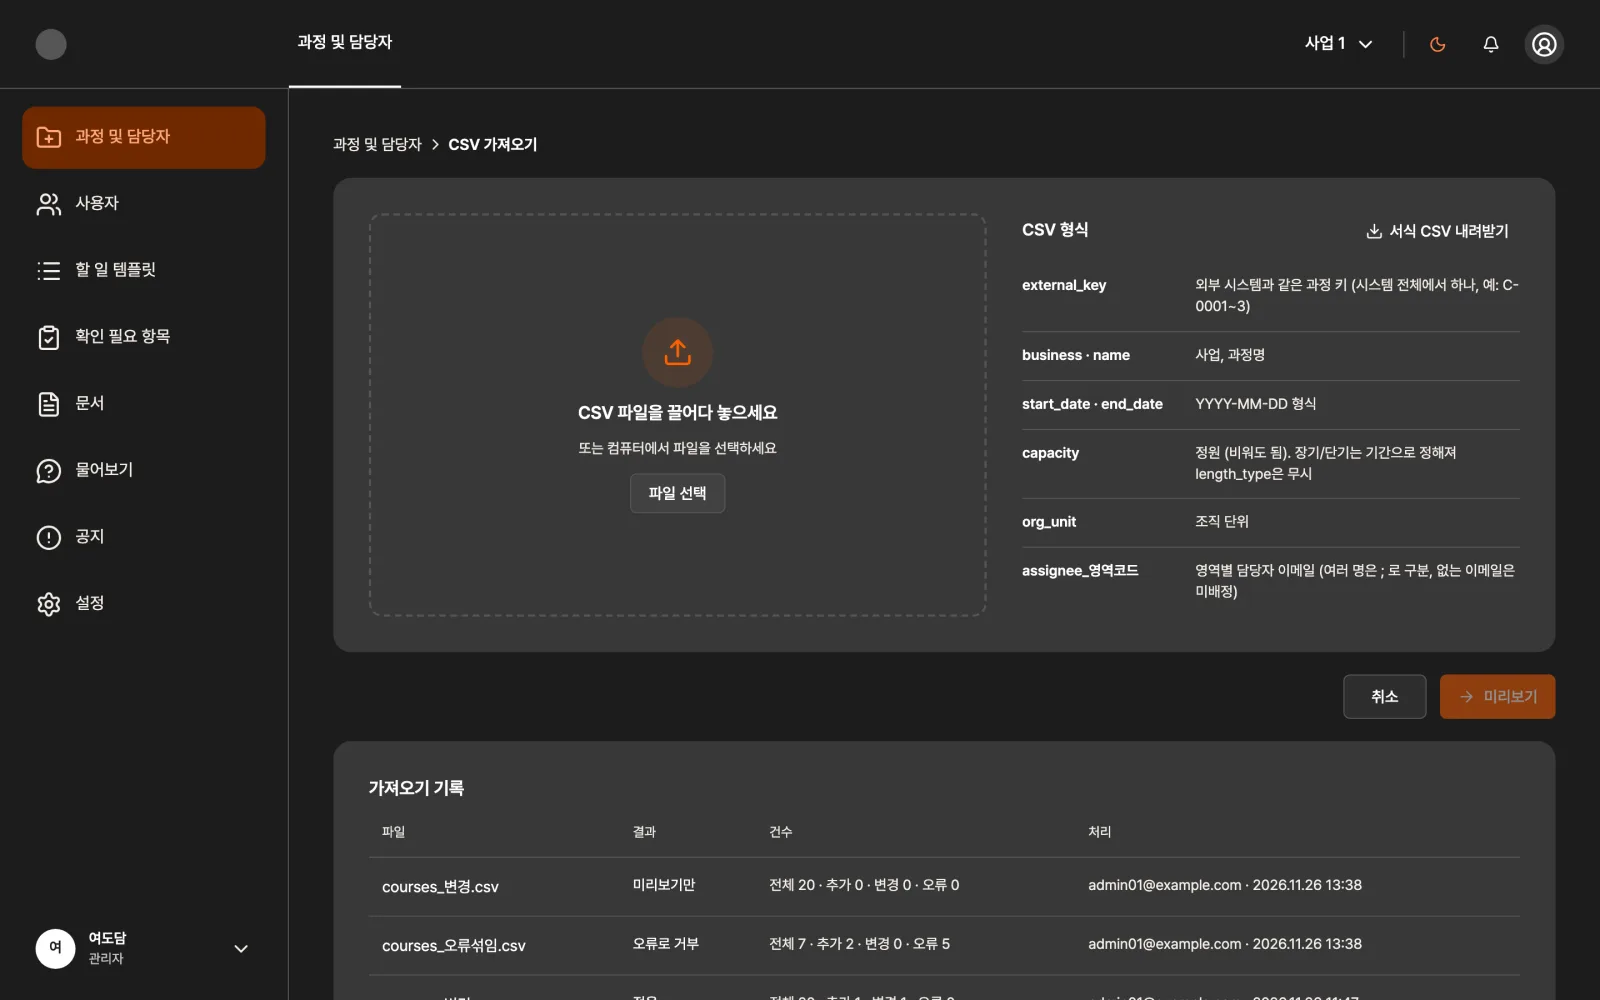 과정 및 담당자
사업 1
과정 및 담당자
사용자
할 일 템플릿
확인 필요 항목
문서
물어보기
공지
설정
여
여도담
관리자
과정 및 담당자 > CSV 가져오기
CSV 파일을 끌어다 놓으세요
또는 컴퓨터에서 파일을 선택하세요
파일 선택
CSV 형식
서식 CSV 내려받기
external_key 외부 시스템과 같은 과정 키 (시스템 전체에서 하나, 예: C-
0001~3)
business · name 사업, 과정명
start_date · end_date YYYY-MM-DD 형식
capacity 정원 (비워도 됨). 장기/단기는 기간으로 정해져
length_type은 무시
org_unit 조직 단위
assignee_영역코드 영역별 담당자 이메일 (여러 명은 ; 로 구분, 없는 이메일은
미배정)
취소
미리보기
가져오기 기록
파일 결과 건수 처리
courses_변경.csv 미리보기만 전체 20 · 추가 0 · 변경 0 · 오류 0 admin01@example.com · 2026.11.26 13:38
courses_오류섞임.csv 오류로 거부 전체 7 · 추가 2 · 변경 0 · 오류 5 admin01@example.com · 2026.11.26 13:38